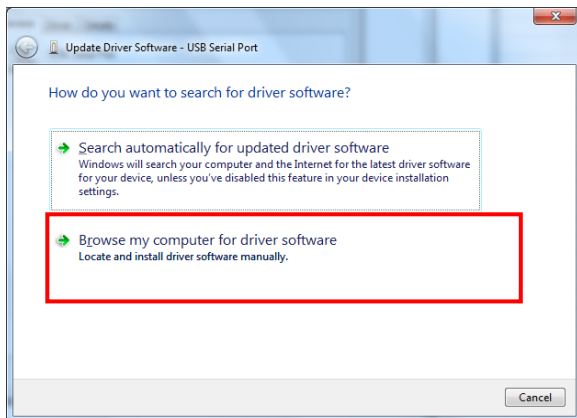 Update Driver Software - USB Serial Port
How do you want to search for driver software?
Search automatically for updated driver software
Windows will search your computer and the Internet for the latest driver software
for your device, unless you've disabled this feature in your device installation
settings.
Browse my computer for driver software
Locate and install driver software manually.
Cancel